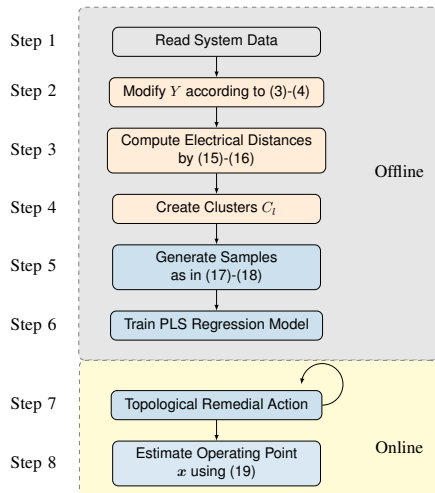 Step 1
Read System Data
Step 2
Modify Y according to (3)-(4)
Step 3
Compute Electrical Distances
by (15)-(16)
Offline
Step 4
Create Clusters C_l
Step 5
Generate Samples
as in (17)-(18)
Step 6
Train PLS Regression Model
Step 7
Topological Remedial Action
Online
Step 8
Estimate Operating Point
x using (19)